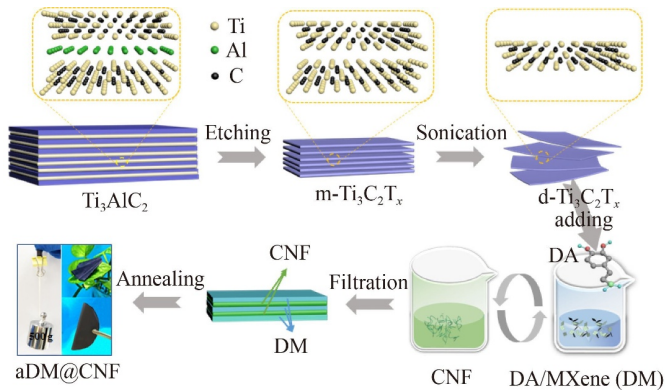 Ti
Al
C
Etching
Sonication
Ti₃AlC₂
m-Ti₃C₂Tₓ
d-Ti₃C₂Tₓ
adding
DA
CNF
Annealing
Filtration
DM
500g
aDM@CNF
CNF
DA/MXene (DM)